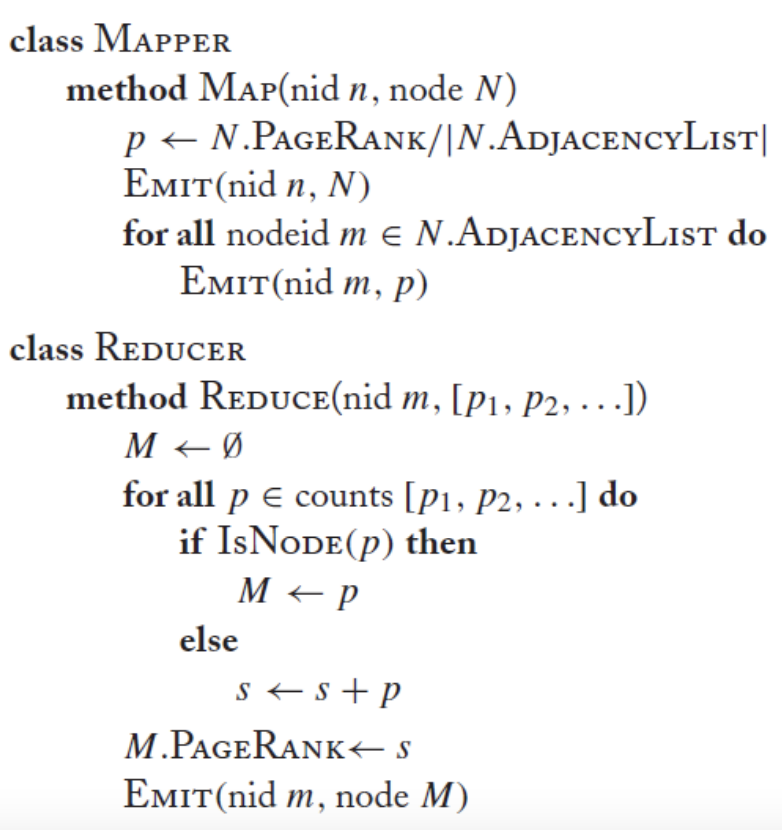 class MAPPER
method MAP(nid n, node N)
p ← N.PAGERANK/|N.ADJACENCYLIST|
EMIT(nid n, N)
for all nodeid m ∈ N.ADJACENCYLIST do
EMIT(nid m, p)
class REDUCER
method REDUCE(nid m, [p1, p2, . . .])
M ← ∅
for all p ∈ counts [p1, p2, . . .] do
if ISNODE(p) then
M ← p
else
s ← s + p
M.PAGERANK← s
EMIT(nid m, node M)